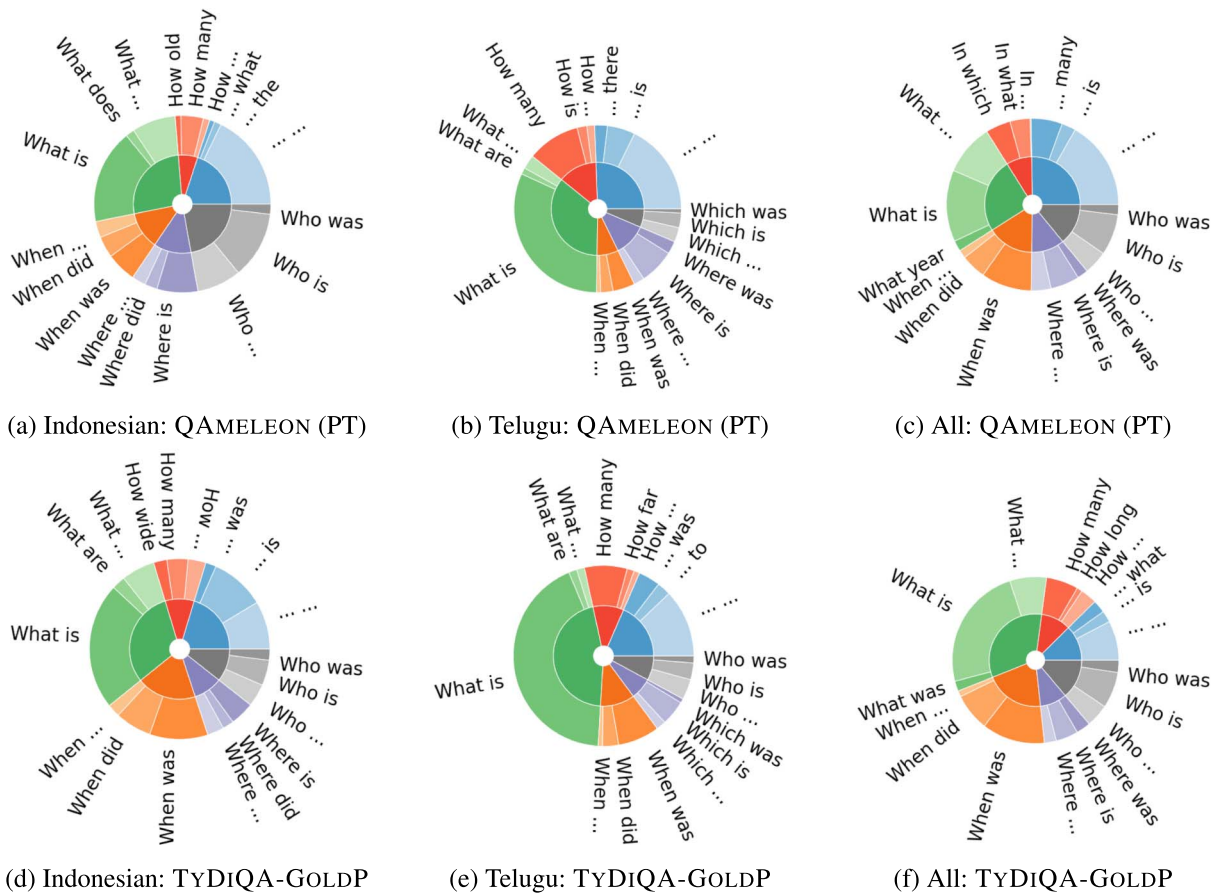 What does
What ...
How old
How many
How ...
... what
... the
... ...
What is
Who was
Who is
Who ...
Where is
Where did
Where ...
When was
When did
When ...
(a) Indonesian: QAMELEON (PT)
How many
How is
How ...
... there
... is
... ...
What ...
What are
What is
Which was
Which is
Which ...
Where was
Where is
Where ...
When was
When did
When ...
(b) Telugu: QAMELEON (PT)
What ...
In which
In what
In ...
... many
... is
... ...
What is
What year
When ...
When did
When was
Where ...
Where is
Where was
Who ...
Who is
Who was
(c) All: QAMELEON (PT)
What are
What ...
How wide
How many
How ...
... was
... is
... ...
What is
Who was
Who is
Who ...
Where is
Where did
Where ...
When was
When did
When ...
(d) Indonesian: TYDIQA-GOLDP
What are
What ...
How many
How far
How ...
... was
... to
... ...
What is
Who was
Who is
Who ...
Which was
Which is
Which ...
When was
When did
When ...
(e) Telugu: TYDIQA-GOLDP
What ...
How many
How long
How ...
... what
... is
... ...
What is
What was
When ...
When did
When was
Where ...
Where is
Where was
Who ...
Who is
Who was
(f) All: TYDIQA-GOLDP